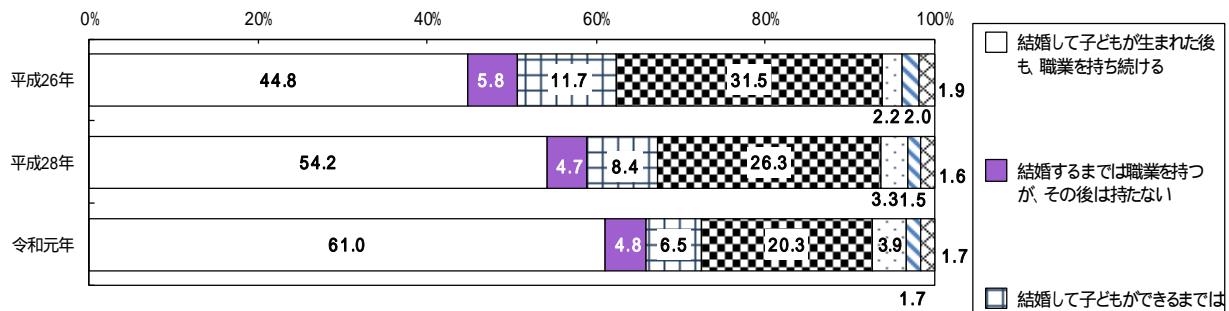 0% 20% 40% 60% 80% 100%
平成26年 44.8 5.8 11.7 31.5 1.9
2.2 2.0
平成28年 54.2 4.7 8.4 26.3 1.6
3.3 1.5
令和元年 61.0 4.8 6.5 20.3 3.9 1.7
1.7
結婚して子どもが生まれた後
も、職業を持ち続ける
結婚するまでは職業を持つ
が、その後は持たない
結婚して子どもができるまでは